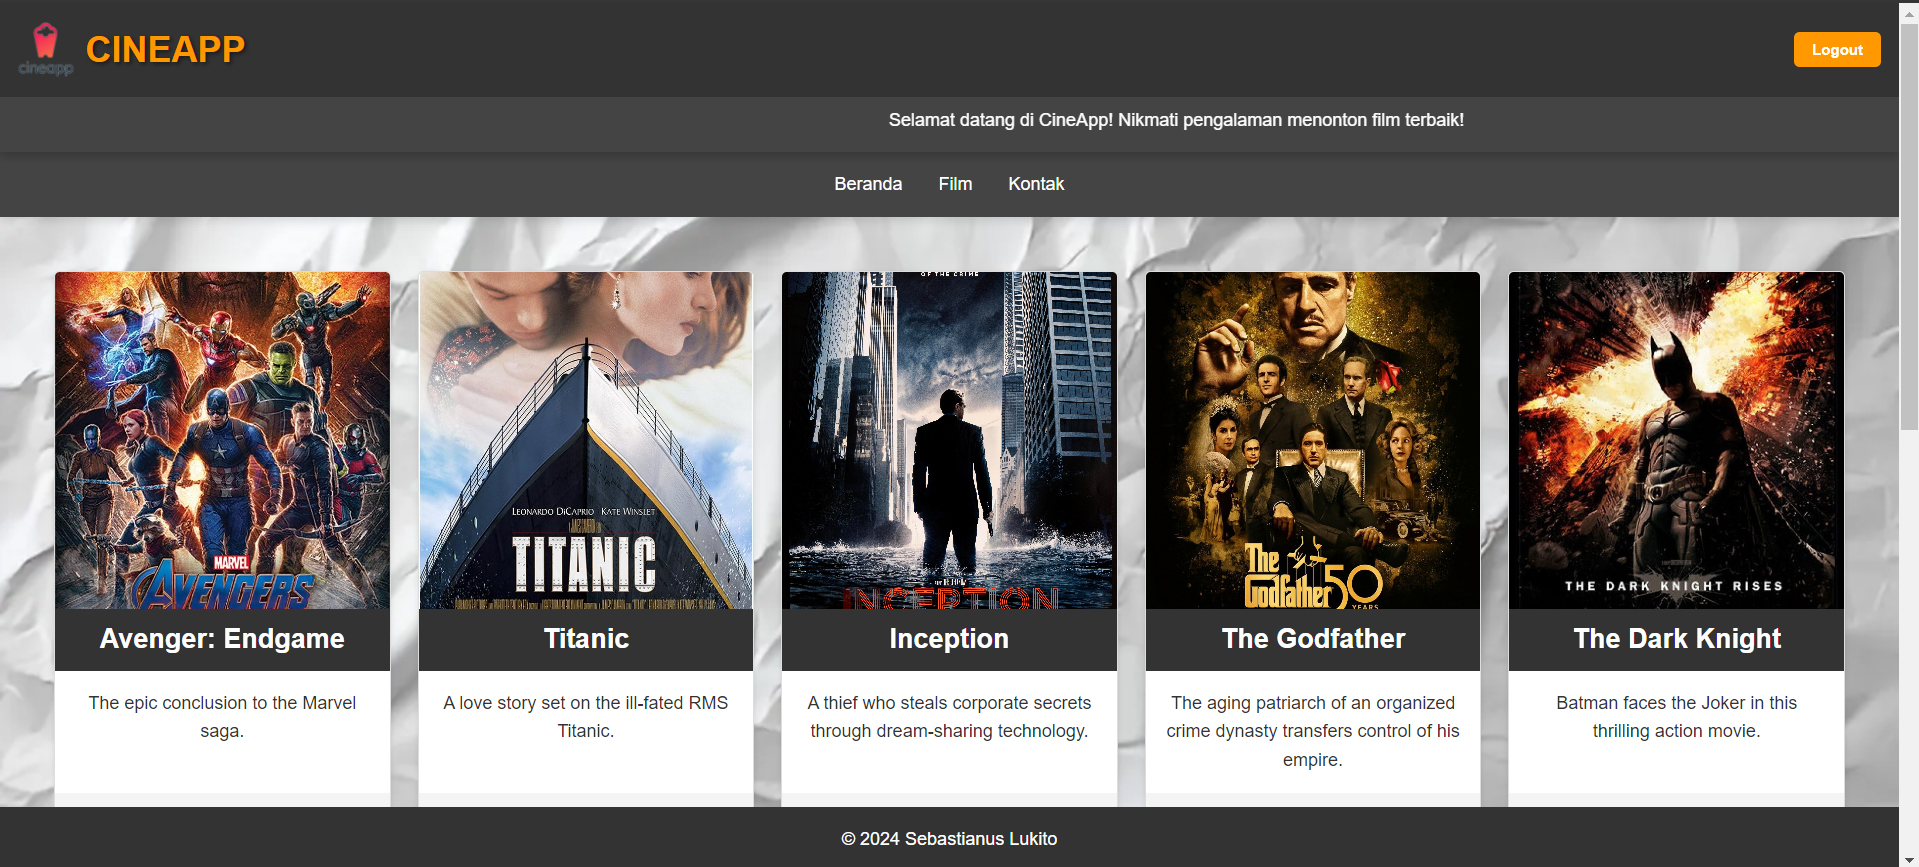 cineapp
CINEAPP
Logout
Selamat datang di CineApp! Nikmati pengalaman menonton film terbaik!
Beranda
Film
Kontak
MARVEL
AVENGERS
LEONARDO DICAPRIO KATE WINSLET
TITANIC
OF THE CRIME
INCEPTION
The
Godfather 50
YEARS
THE DARK KNIGHT RISES
Avenger: Endgame
Titanic
Inception
The Godfather
The Dark Knight
The epic conclusion to the Marvel
saga.
A love story set on the ill-fated RMS
Titanic.
A thief who steals corporate secrets
through dream-sharing technology.
The aging patriarch of an organized
crime dynasty transfers control of his
empire.
Batman faces the Joker in this
thrilling action movie.
© 2024 Sebastianus Lukito